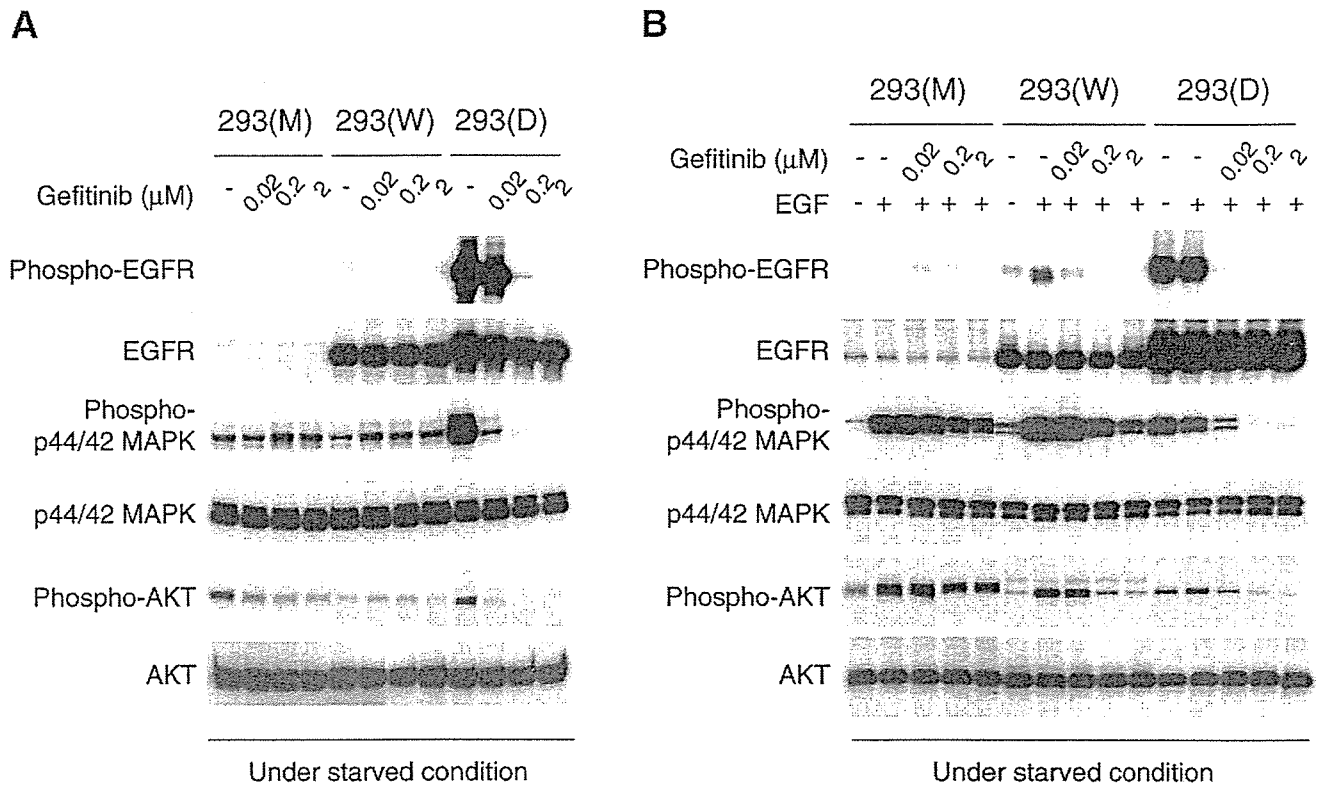 A
293(M) 293(W) 293(D)
Gefitinib (μM) - 0.02 0.2 2 - 0.02 0.2 2 - 0.02 0.2 2
Phospho-EGFR
EGFR
Phospho-
p44/42 MAPK
p44/42 MAPK
Phospho-AKT
AKT
Under starved condition
B
293(M) 293(W) 293(D)
Gefitinib (μM) - - 0.02 0.2 2 - - 0.02 0.2 2 - - 0.02 0.2 2
EGF - + + + + - + + + + - + + + +
Phospho-EGFR
EGFR
Phospho-
p44/42 MAPK
p44/42 MAPK
Phospho-AKT
AKT
Under starved condition